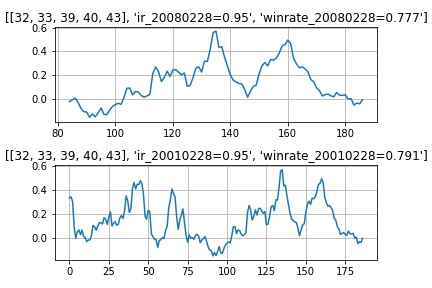 [[32, 33, 39, 40, 43], 'ir_20080228=0.95', 'winrate_20080228=0.777']
0.6
0.4
0.2
0.0
80 100 120 140 160 180
[[32, 33, 39, 40, 43], 'ir_20010228=0.95', 'winrate_20010228=0.791']
0.6
0.4
0.2
0.0
0 25 50 75 100 125 150 175